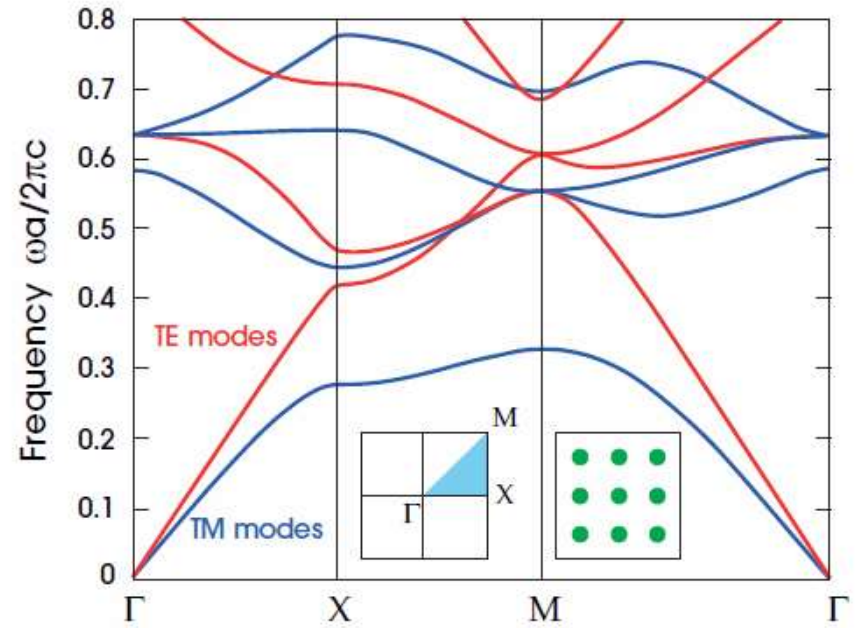 Frequency ωa/2πc
0.8
0.7
0.6
0.5
0.4
0.3
0.2
0.1
0
TE modes
TM modes
M
X
Γ
Γ
X
M
Γ